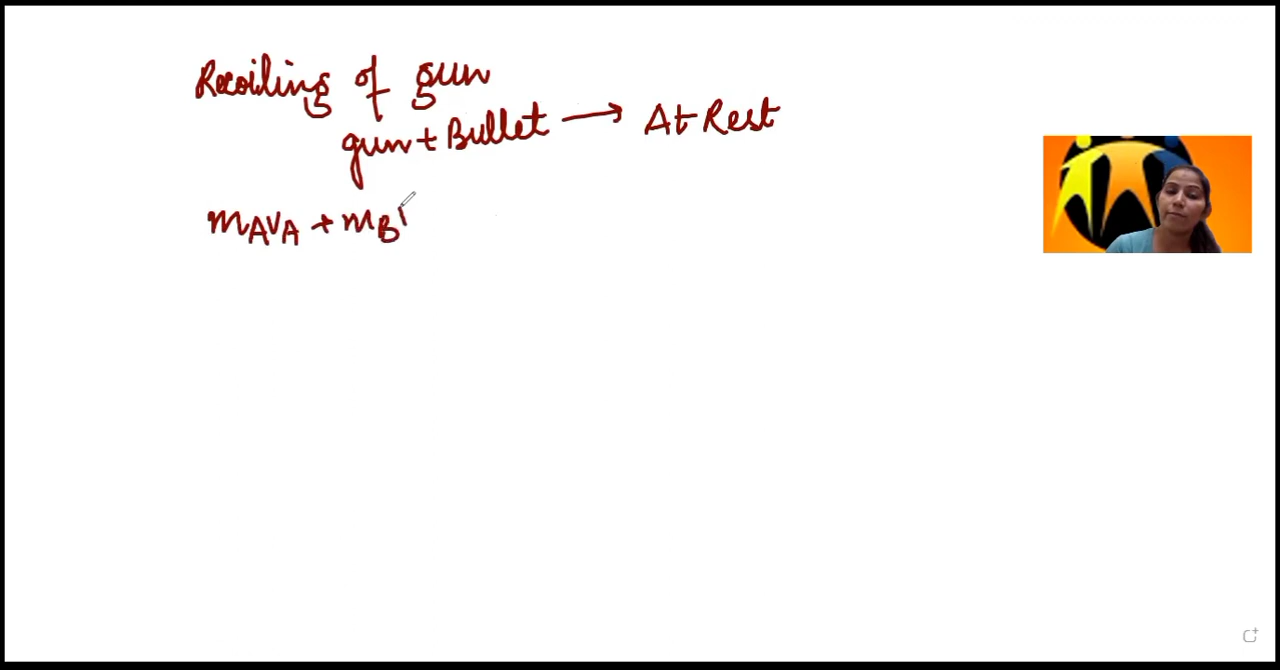 Recoiling of gun
gun + Bullet → At Rest
mAVA + mB